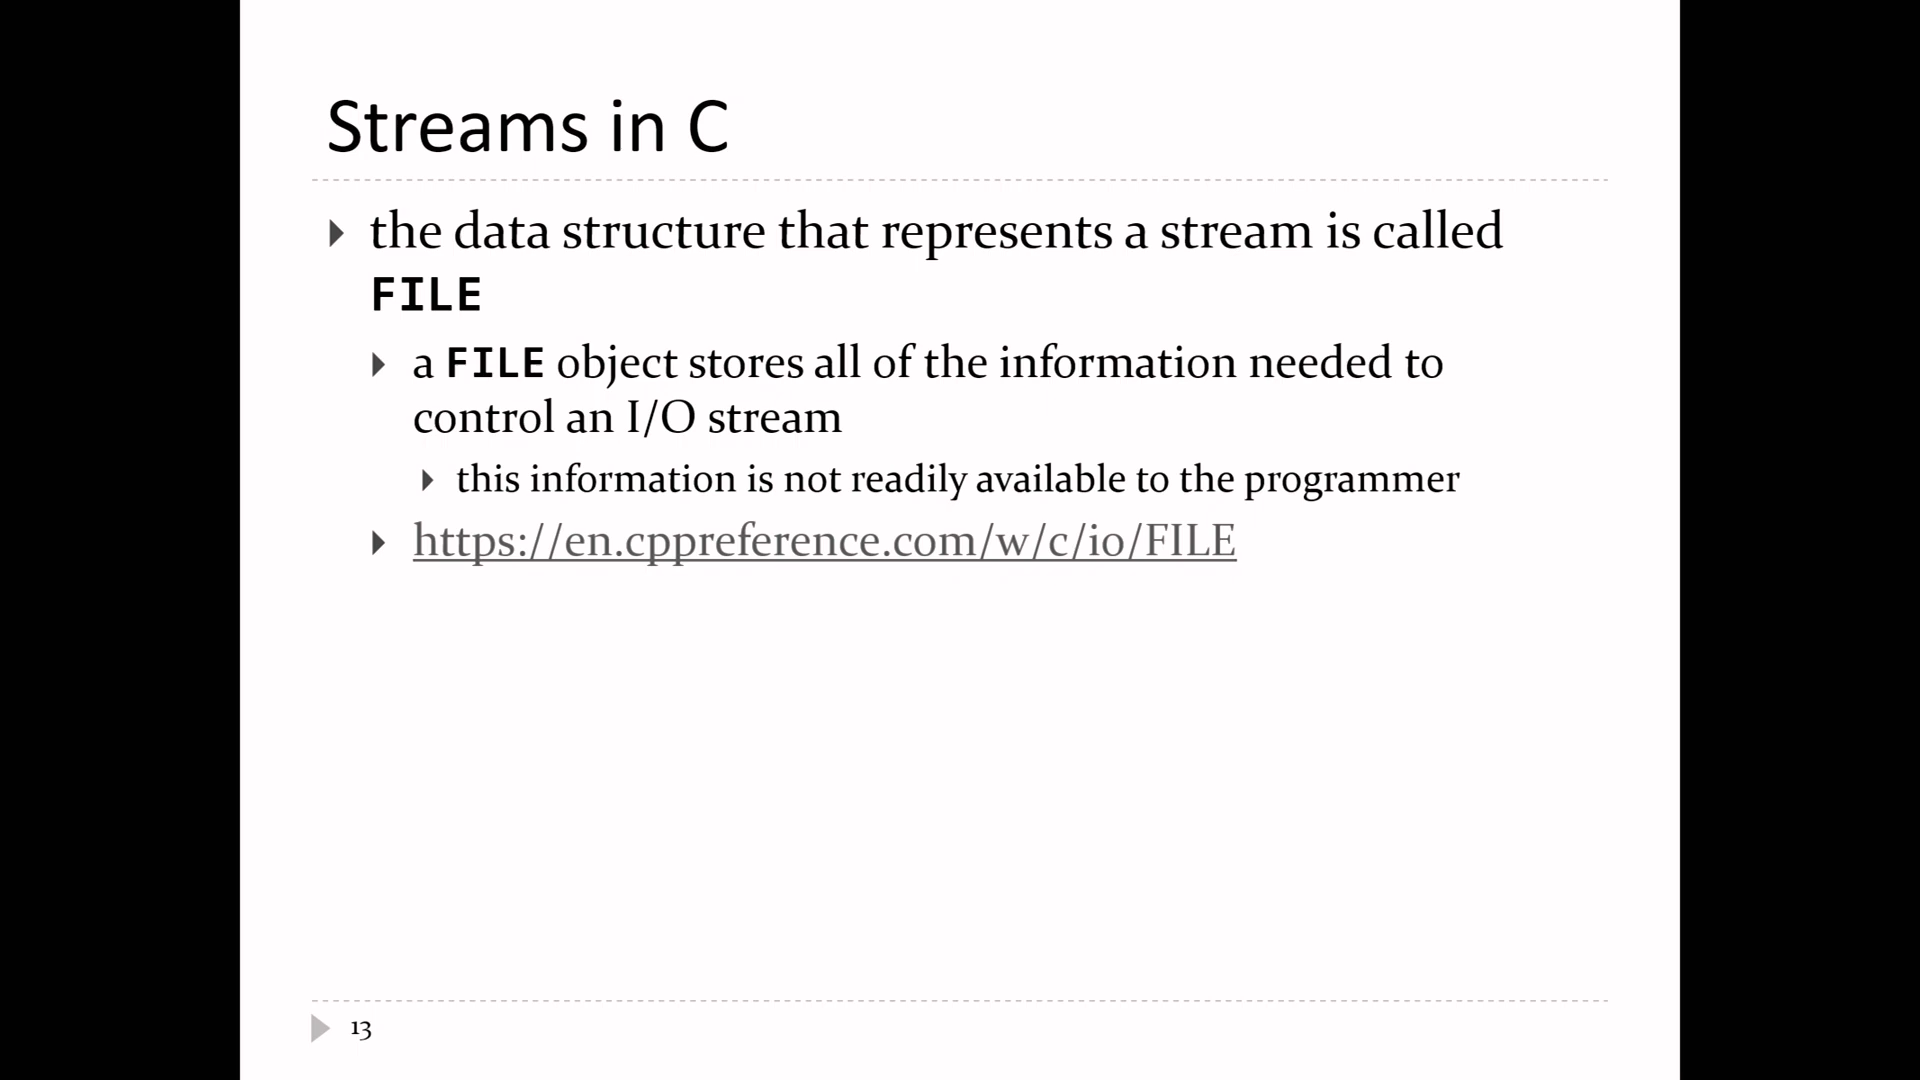 Streams in C
the data structure that represents a stream is called
FILE
a FILE object stores all of the information needed to
control an I/O stream
this information is not readily available to the programmer
https://en.cppreference.com/w/c/io/FILE
13